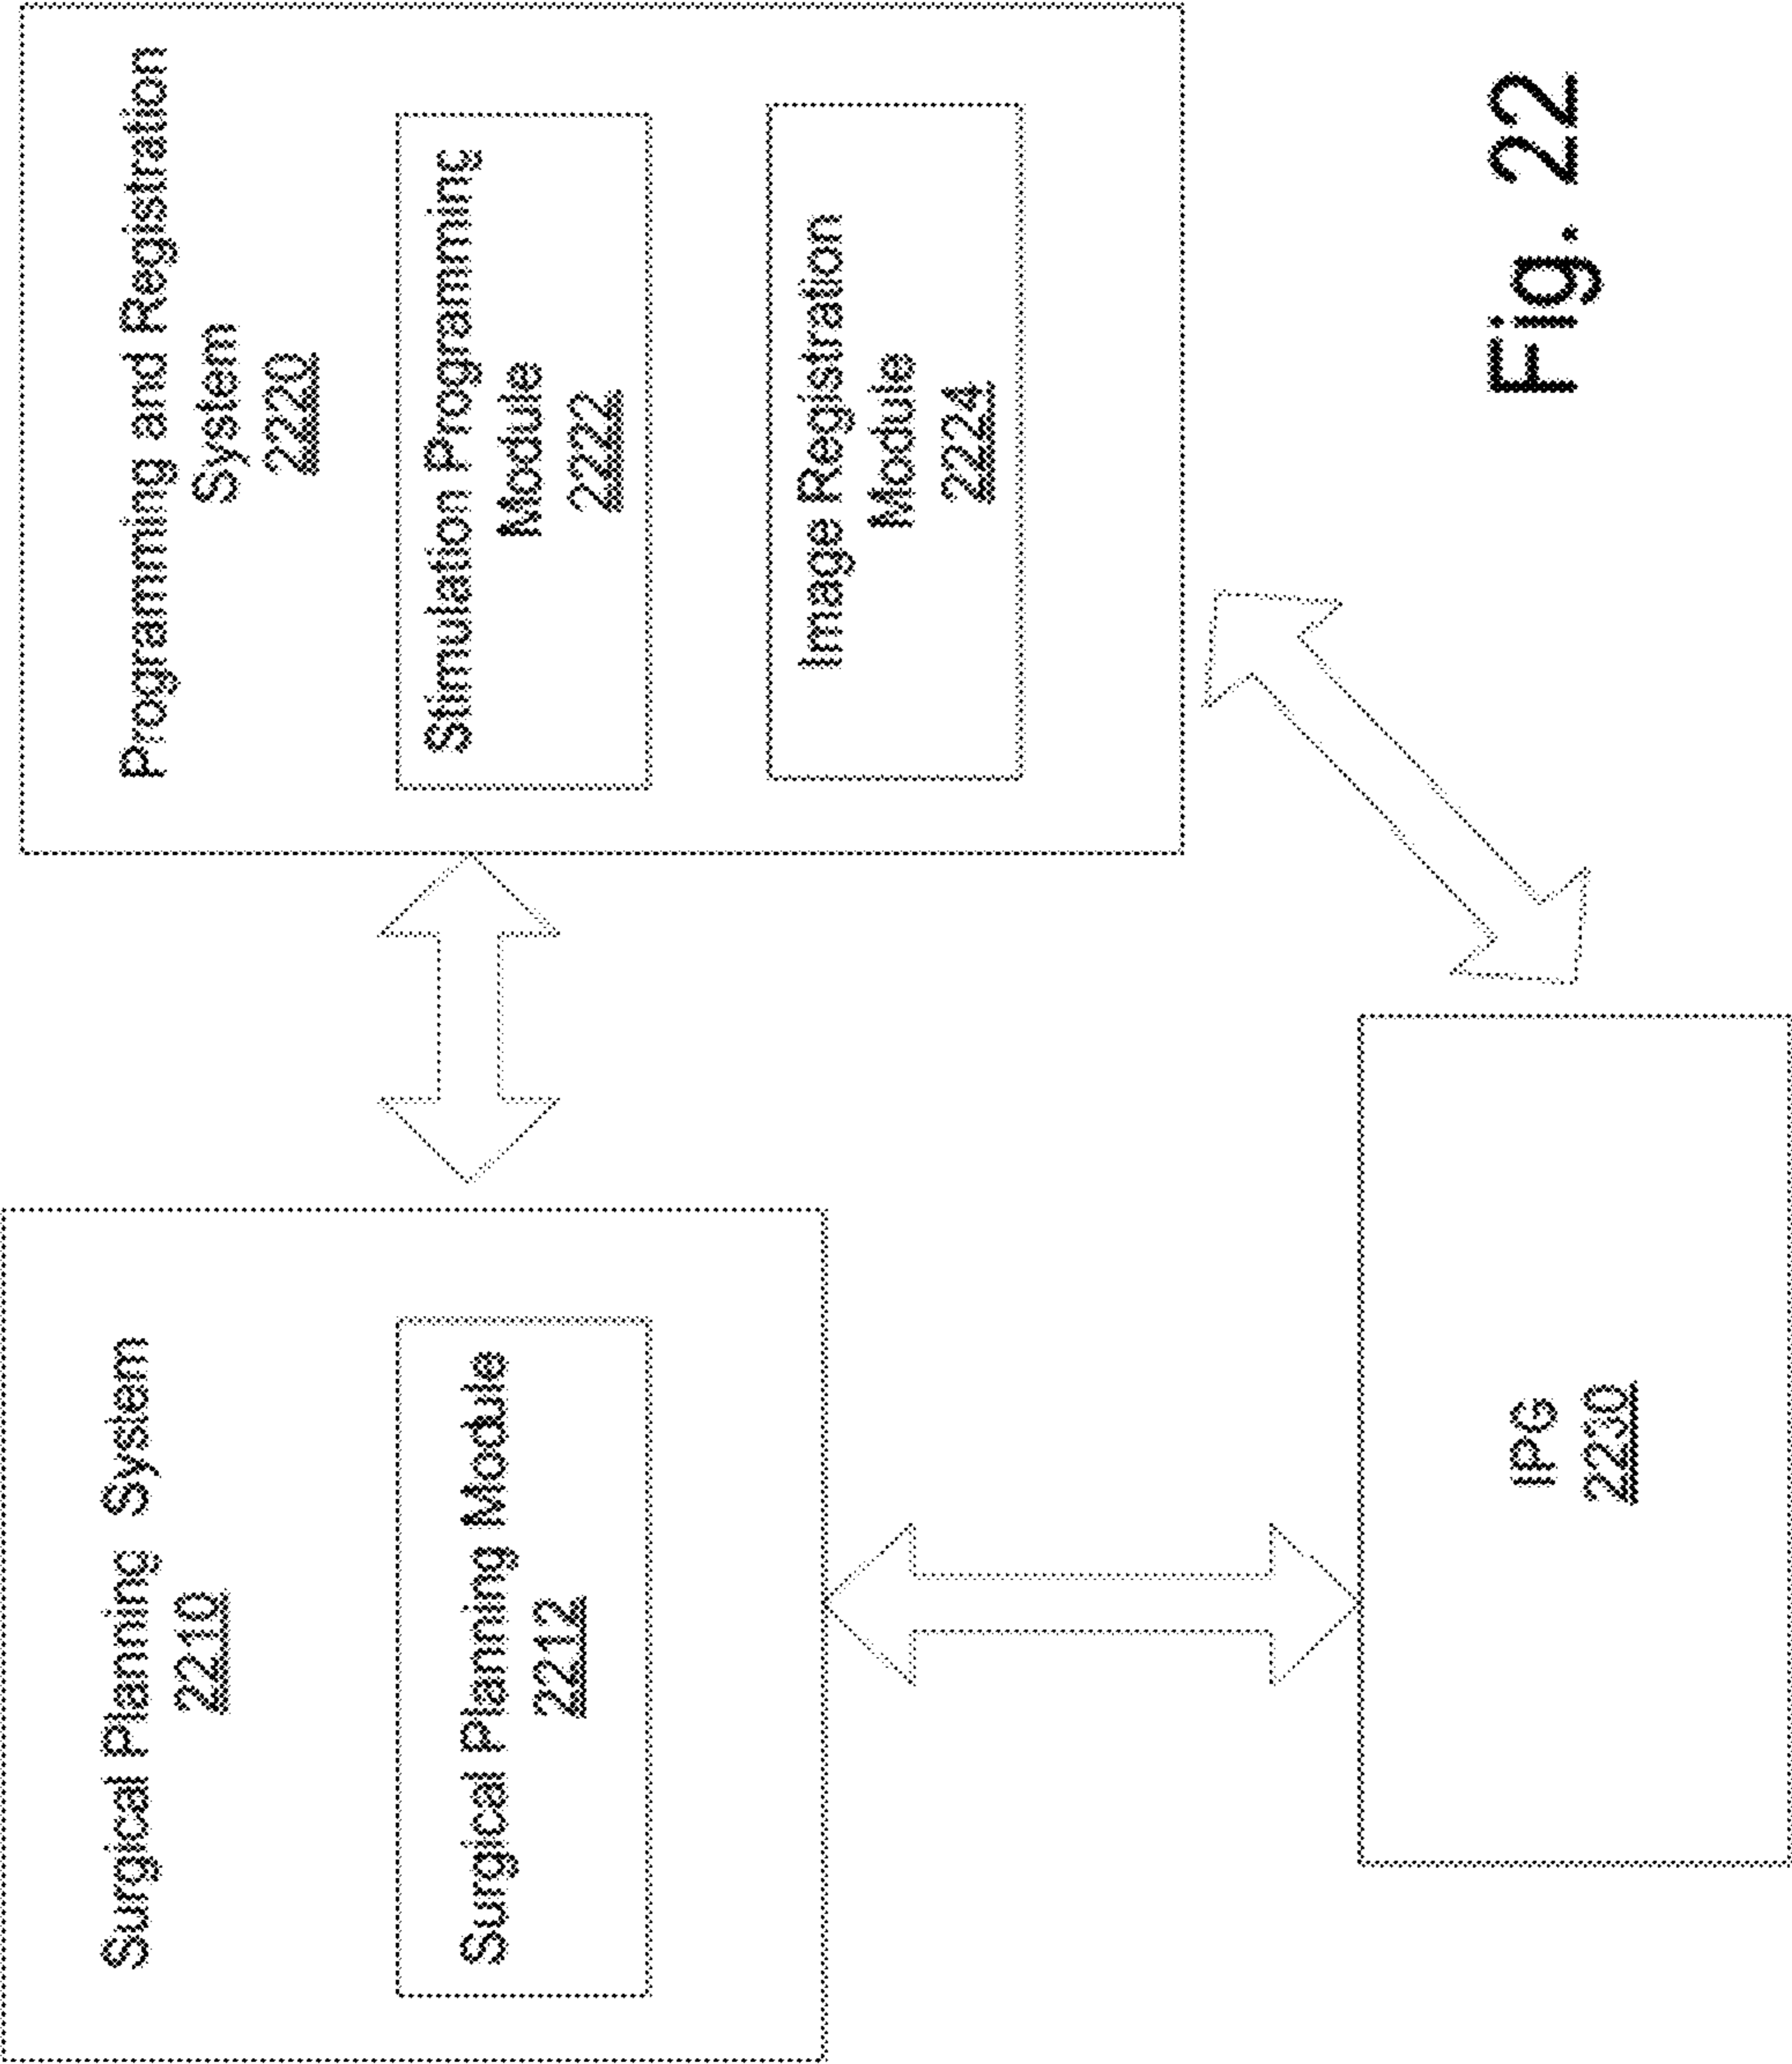 Surgical Planning System
2210
Surgical Planning Module
2212
Programming and Registration
System
2220
Stimulation Programming
Module
2222
Image Registration
Module
2224
IPG
2230
Fig. 22